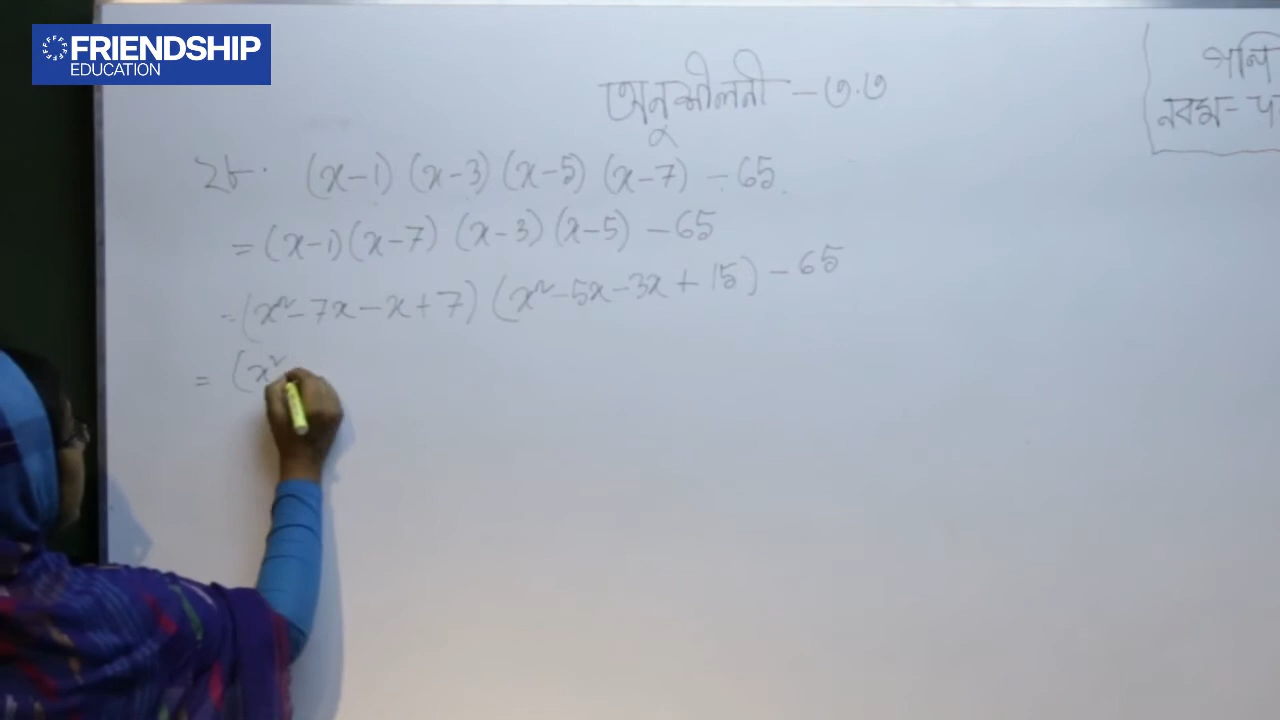 FRIENDSHIP
EDUCATION
অনুশীলনী – ৩.৩
২৮. (x-1) (x-3) (x-5) (x-7) - 65
= (x-1) (x-7) (x-3) (x-5) - 65
= (x² - 7x - x + 7) (x² - 5x - 3x + 15) - 65
= (x²
নবম-